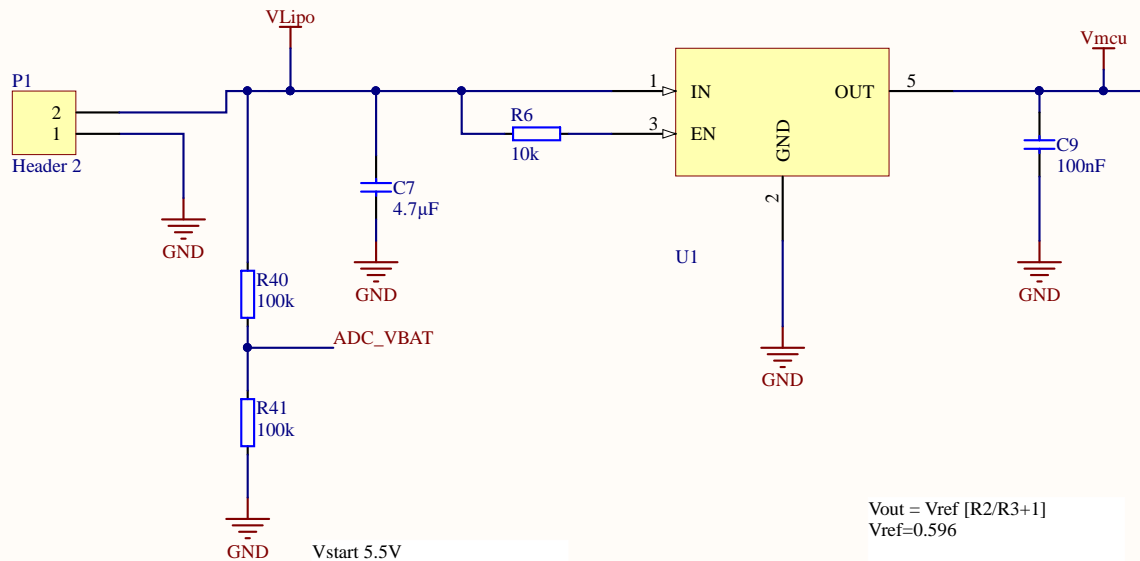 VLipo
Vmcu
P1
2
1
Header 2
GND
R6
10k
C7
4.7µF
GND
1
IN
3
EN
GND
2
OUT
5
U1
GND
C9
100nF
GND
R40
100k
ADC_VBAT
R41
100k
GND
Vstart 5.5V
Vout = Vref [R2/R3+1]
Vref=0.596